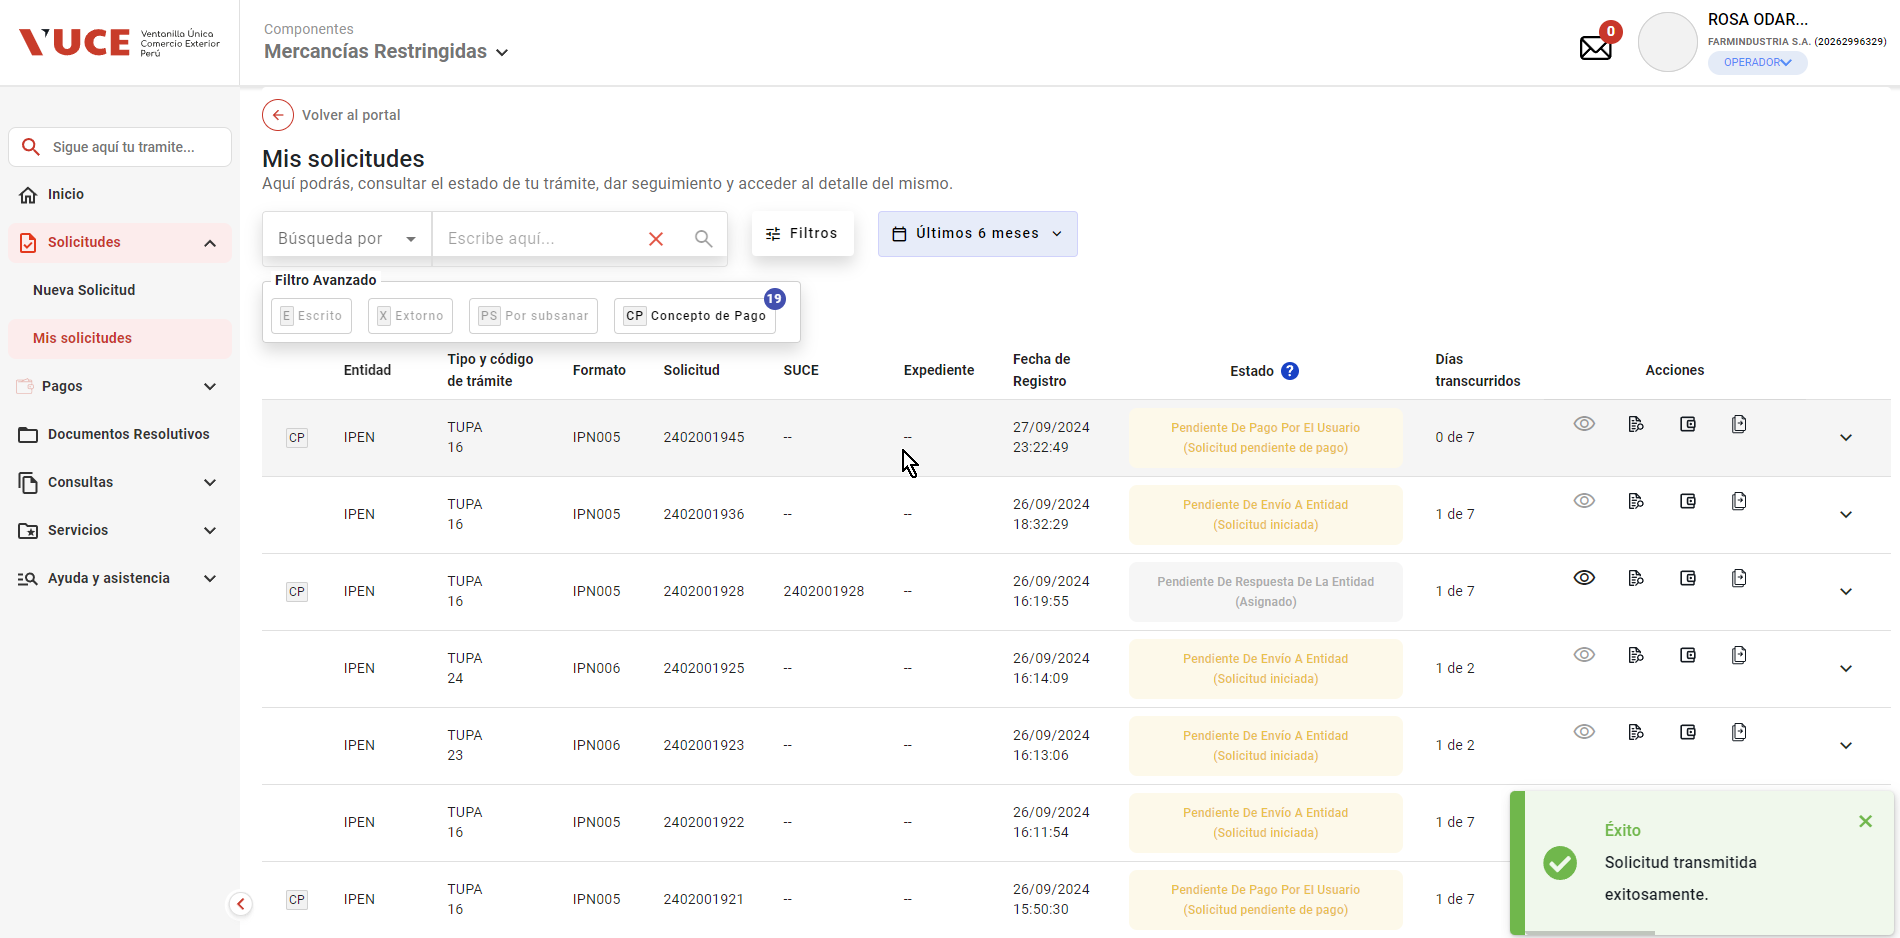 VUCE
Ventanilla Única
Comercio Exterior
Perú
Componentes
Mercancías Restringidas
0
ROSA ODAR...
FARMINDUSTRIA S.A. (20262996329)
OPERADOR
Sigue aquí tu tramite...
Inicio
Solicitudes
Nueva Solicitud
Mis solicitudes
Pagos
Documentos Resolutivos
Consultas
Servicios
Ayuda y asistencia
Volver al portal
Mis solicitudes
Aquí podrás, consultar el estado de tu trámite, dar seguimiento y acceder al detalle del mismo.
Búsqueda por
Escribe aquí...
Filtros
Últimos 6 meses
Filtro Avanzado
E Escrito
X Extorno
PS Por subsanar
CP Concepto de Pago
19
Entidad
Tipo y código
de trámite
Formato
Solicitud
SUCE
Expediente
Fecha de
Registro
Estado ?
Días
transcurridos
Acciones
CP IPEN
TUPA
16
IPN005 2402001945 -- --
27/09/2024
23:22:49
Pendiente De Pago Por El Usuario
(Solicitud pendiente de pago)
0 de 7
IPEN
TUPA
16
IPN005 2402001936 -- --
26/09/2024
18:32:29
Pendiente De Envío A Entidad
(Solicitud iniciada)
1 de 7
CP IPEN
TUPA
16
IPN005 2402001928 2402001928 --
26/09/2024
16:19:55
Pendiente De Respuesta De La Entidad
(Asignado)
1 de 7
IPEN
TUPA
24
IPN006 2402001925 -- --
26/09/2024
16:14:09
Pendiente De Envío A Entidad
(Solicitud iniciada)
1 de 2
IPEN
TUPA
23
IPN006 2402001923 -- --
26/09/2024
16:13:06
Pendiente De Envío A Entidad
(Solicitud iniciada)
1 de 2
IPEN
TUPA
16
IPN005 2402001922 -- --
26/09/2024
16:11:54
Pendiente De Envío A Entidad
(Solicitud iniciada)
1 de 7
CP IPEN
TUPA
16
IPN005 2402001921 -- --
26/09/2024
15:50:30
Pendiente De Pago Por El Usuario
(Solicitud pendiente de pago)
1 de 7
Éxito
Solicitud transmitida
exitosamente.